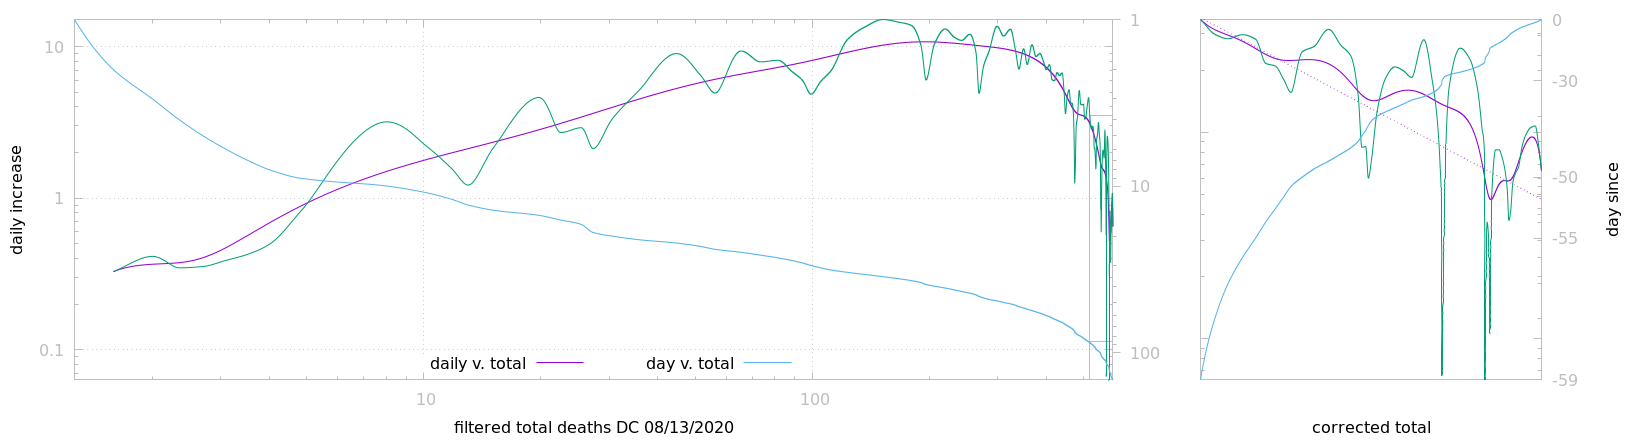 10
1
0.1
daily increase
daily v. total
day v. total
10
100
filtered total deaths DC 08/13/2020
1
10
100
0
-30
-50
-55
-59
day since
corrected total